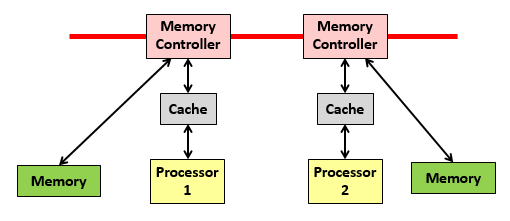 Memory
Controller
Memory
Controller
Cache
Cache
Memory
Processor
1
Processor
2
Memory